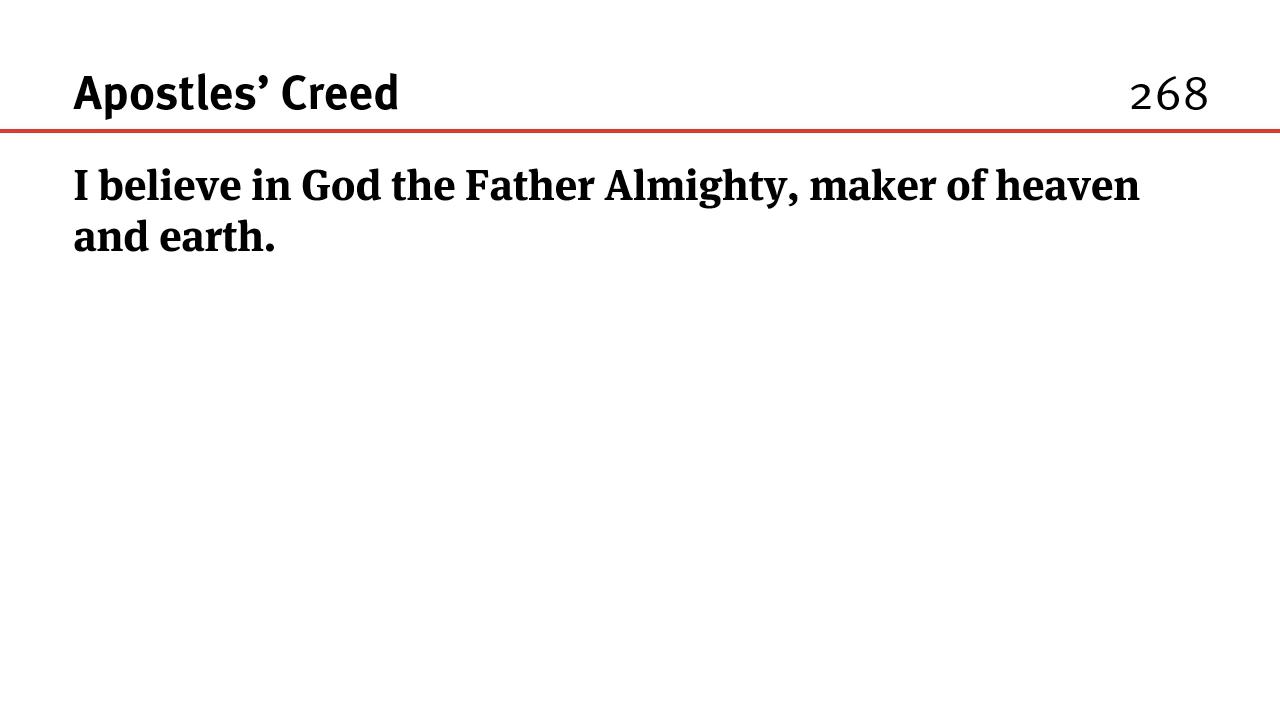 Apostles’ Creed 268
I believe in God the Father Almighty, maker of heaven
and earth.